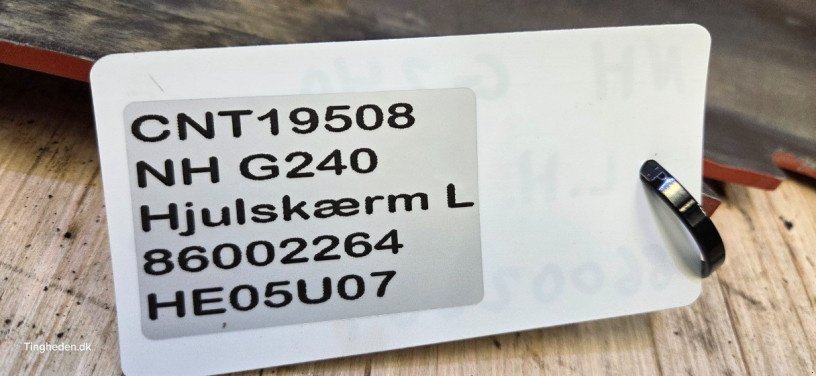 CNT19508
NH G240
Hjulskærm L
86002264
HE05U07
Tingheden.dk